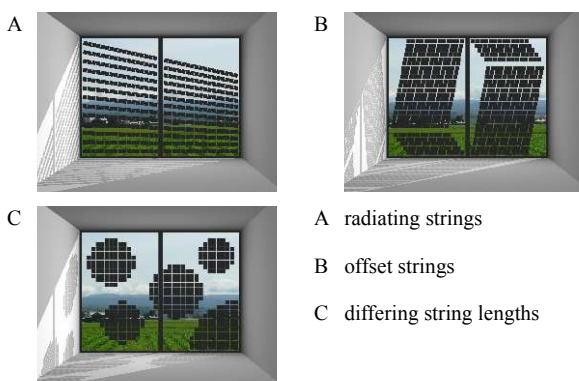 A
B
C
A radiating strings
B offset strings
C differing string lengths